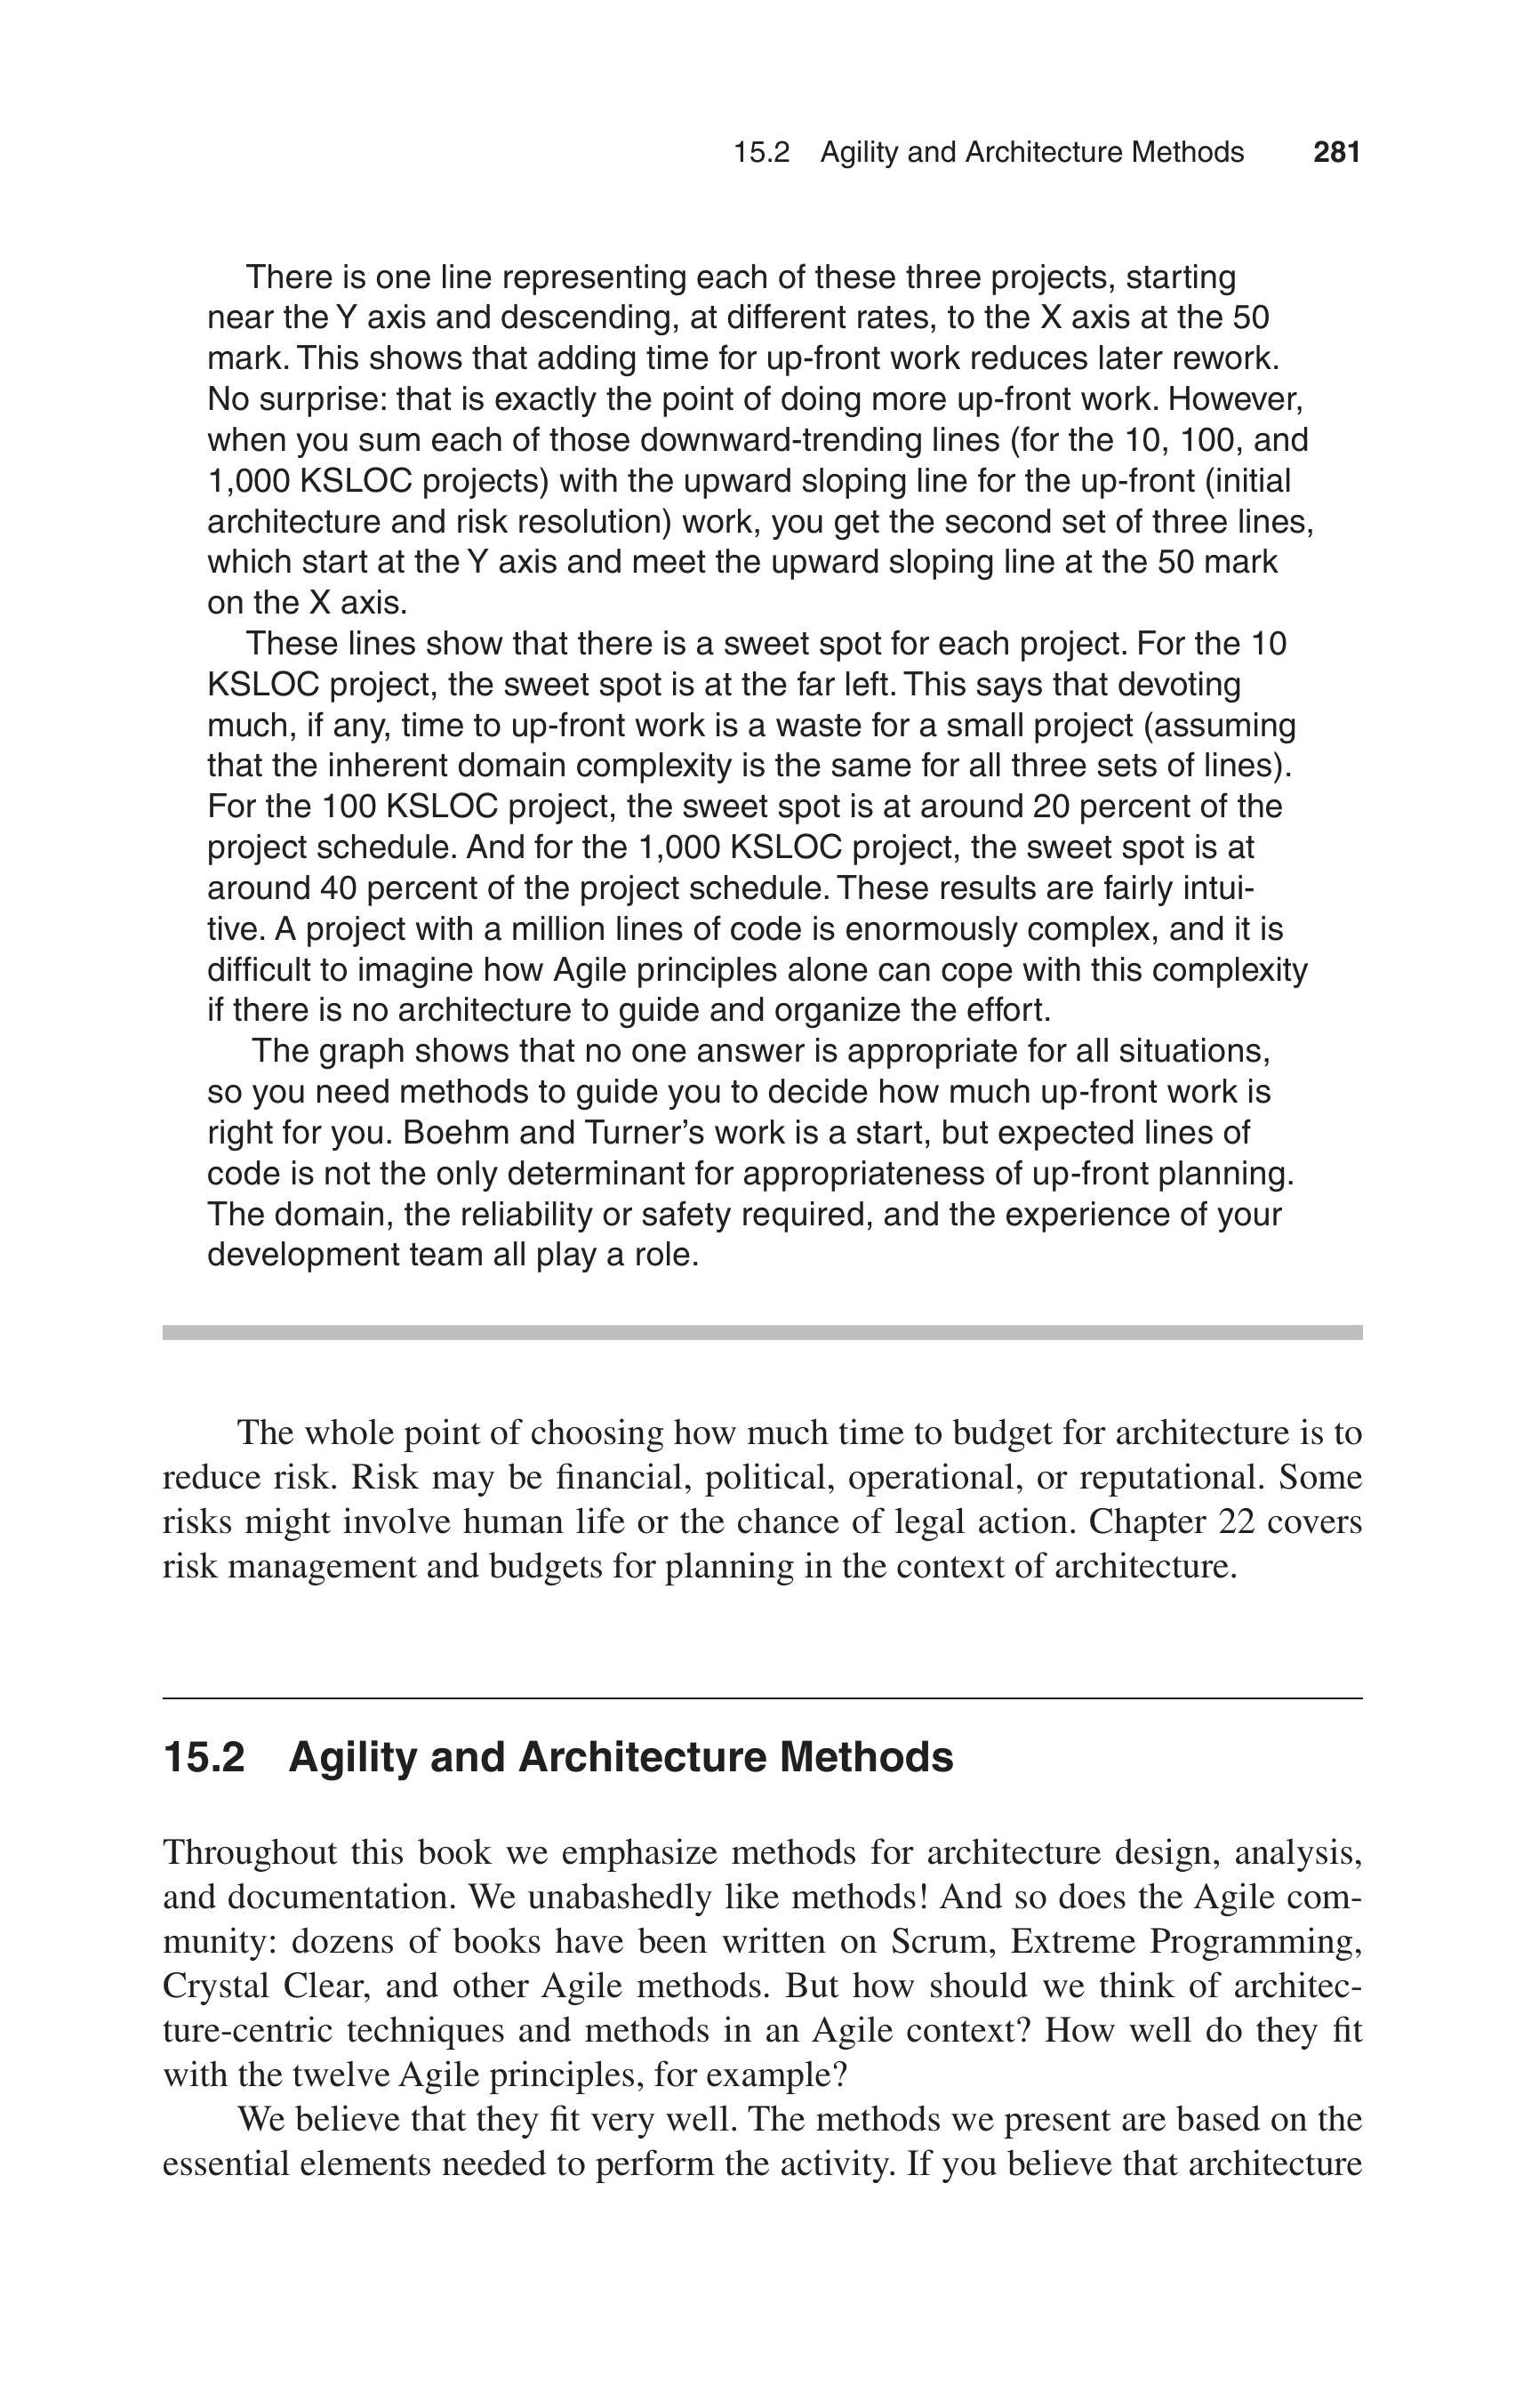 15.2 Agility and Architecture Methods 281
There is one line representing each of these three projects, starting
near the Y axis and descending, at different rates, to the X axis at the 50
mark. This shows that adding time for up-front work reduces later rework.
No surprise: that is exactly the point of doing more up-front work. However,
when you sum each of those downward-trending lines (for the 10, 100, and
1,000 KSLOC projects) with the upward sloping line for the up-front (initial
architecture and risk resolution) work, you get the second set of three lines,
which start at the Y axis and meet the upward sloping line at the 50 mark
on the X axis.
These lines show that there is a sweet spot for each project. For the 10
KSLOC project, the sweet spot is at the far left. This says that devoting
much, if any, time to up-front work is a waste for a small project (assuming
that the inherent domain complexity is the same for all three sets of lines).
For the 100 KSLOC project, the sweet spot is at around 20 percent of the
project schedule. And for the 1,000 KSLOC project, the sweet spot is at
around 40 percent of the project schedule. These results are fairly intui-
tive. A project with a million lines of code is enormously complex, and it is
difficult to imagine how Agile principles alone can cope with this complexity
if there is no architecture to guide and organize the effort.
The graph shows that no one answer is appropriate for all situations,
so you need methods to guide you to decide how much up-front work is
right for you. Boehm and Turner’s work is a start, but expected lines of
code is not the only determinant for appropriateness of up-front planning.
The domain, the reliability or safety required, and the experience of your
development team all play a role.
The whole point of choosing how much time to budget for architecture is to
reduce risk. Risk may be financial, political, operational, or reputational. Some
risks might involve human life or the chance of legal action. Chapter 22 covers
risk management and budgets for planning in the context of architecture.
15.2 Agility and Architecture Methods
Throughout this book we emphasize methods for architecture design, analysis,
and documentation. We unabashedly like methods! And so does the Agile com-
munity: dozens of books have been written on Scrum, Extreme Programming,
Crystal Clear, and other Agile methods. But how should we think of architec-
ture-centric techniques and methods in an Agile context? How well do they fit
with the twelve Agile principles, for example?
We believe that they fit very well. The methods we present are based on the
essential elements needed to perform the activity. If you believe that architecture